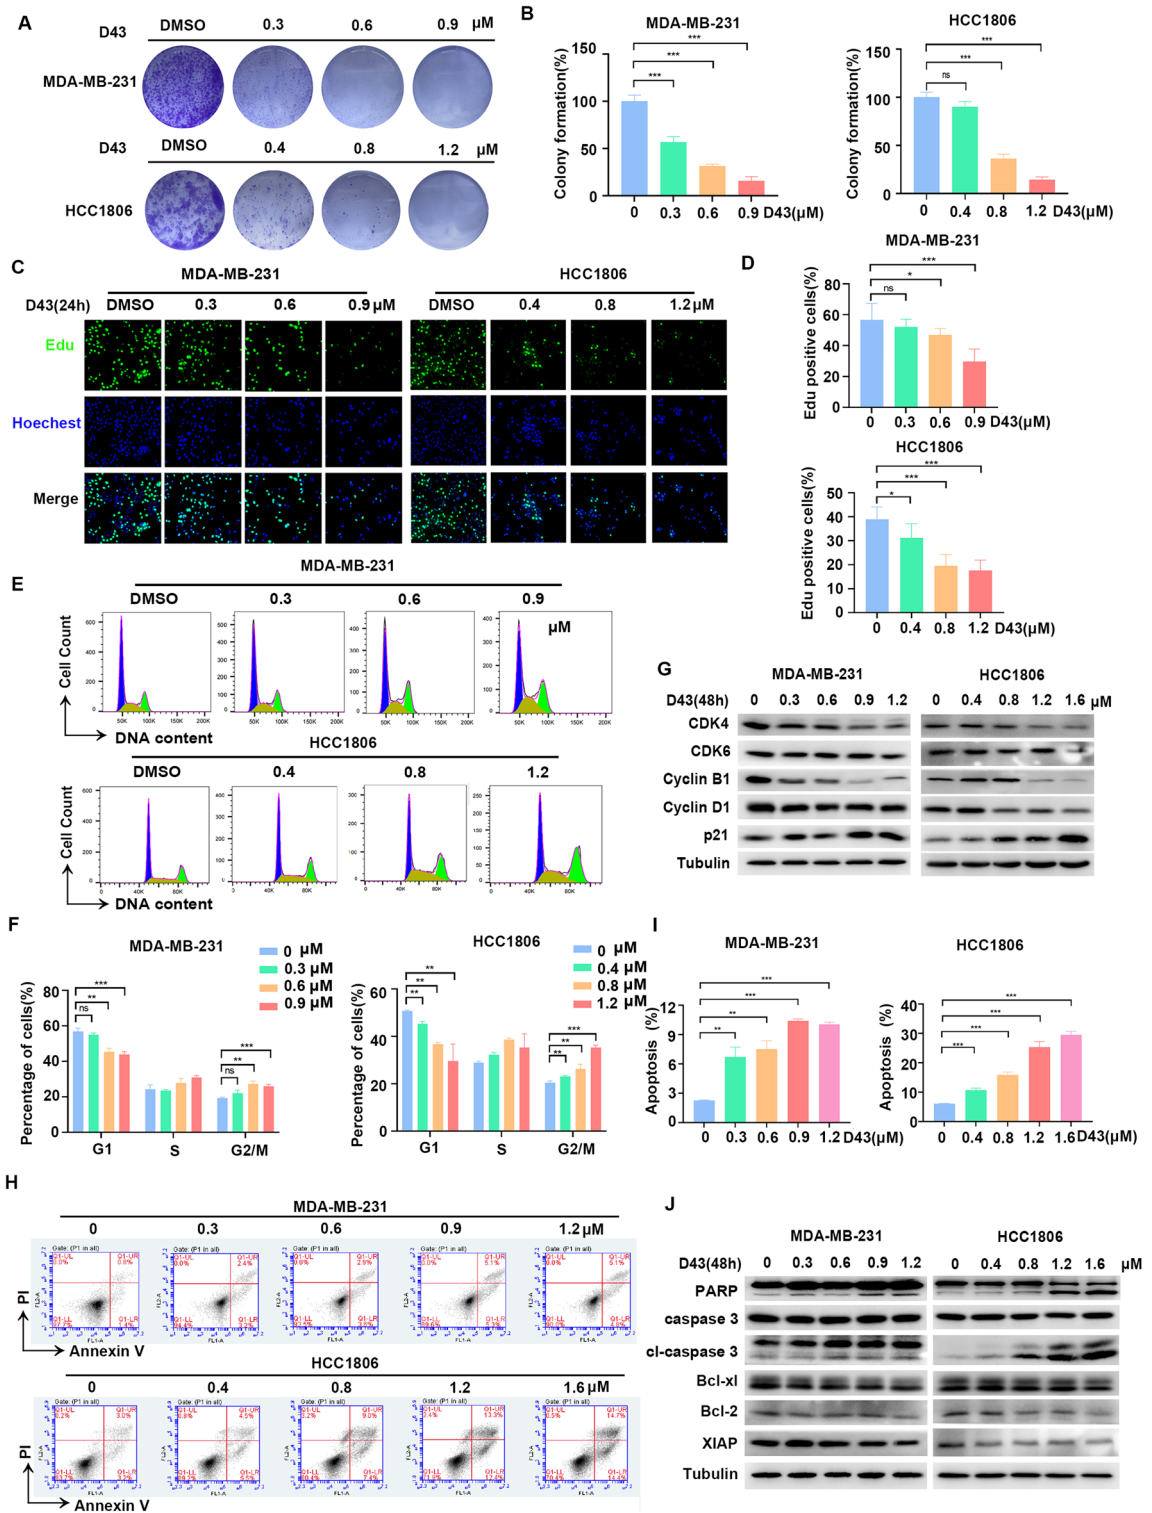 A
D43 DMSO 0.3 0.6 0.9 μM
MDA-MB-231
D43 DMSO 0.4 0.8 1.2 μM
HCC1806
B
MDA-MB-231
Colony formation(%)
150
100
50
0
*** *** ***
0 0.3 0.6 0.9 D43(μM)
HCC1806
Colony formation(%)
150
100
50
0
ns *** ***
0 0.4 0.8 1.2 D43(μM)
C
MDA-MB-231 HCC1806
D43(24h) DMSO 0.3 0.6 0.9 μM DMSO 0.4 0.8 1.2 μM
Edu
Hoechest
Merge
D
MDA-MB-231
Edu positive cells(%)
80
60
40
20
0
ns * ***
0 0.3 0.6 0.9 D43(μM)
HCC1806
Edu positive cells(%)
50
40
30
20
10
0
* *** ***
0 0.4 0.8 1.2 D43(μM)
E
MDA-MB-231
DMSO 0.3 0.6 0.9
μM
Cell Count
DNA content
HCC1806
DMSO 0.4 0.8 1.2
Cell Count
DNA content
F
MDA-MB-231
0 μM
0.3 μM
0.6 μM
0.9 μM
Percentage of cells(%)
80
60
40
20
0
ns ** ***
ns ** ***
G1 S G2/M
HCC1806
0 μM
0.4 μM
0.8 μM
1.2 μM
Percentage of cells(%)
60
40
20
0
** ** **
** ** ***
G1 S G2/M
G
MDA-MB-231 HCC1806
D43(48h) 0 0.3 0.6 0.9 1.2 0 0.4 0.8 1.2 1.6 μM
CDK4
CDK6
Cyclin B1
Cyclin D1
p21
Tubulin
H
MDA-MB-231
0 0.3 0.6 0.9 1.2 μM
PI
Annexin V
HCC1806
0 0.4 0.8 1.2 1.6 μM
PI
Annexin V
I
MDA-MB-231
Apoptosis (%)
12
9
6
3
0
** ** *** ***
0 0.3 0.6 0.9 1.2 D43(μM)
HCC1806
Apoptosis (%)
40
30
20
10
0
*** *** *** ***
0 0.4 0.8 1.2 1.6 D43(μM)
J
MDA-MB-231 HCC1806
D43(48h) 0 0.3 0.6 0.9 1.2 0 0.4 0.8 1.2 1.6 μM
PARP
caspase 3
cl-caspase 3
Bcl-xl
Bcl-2
XIAP
Tubulin